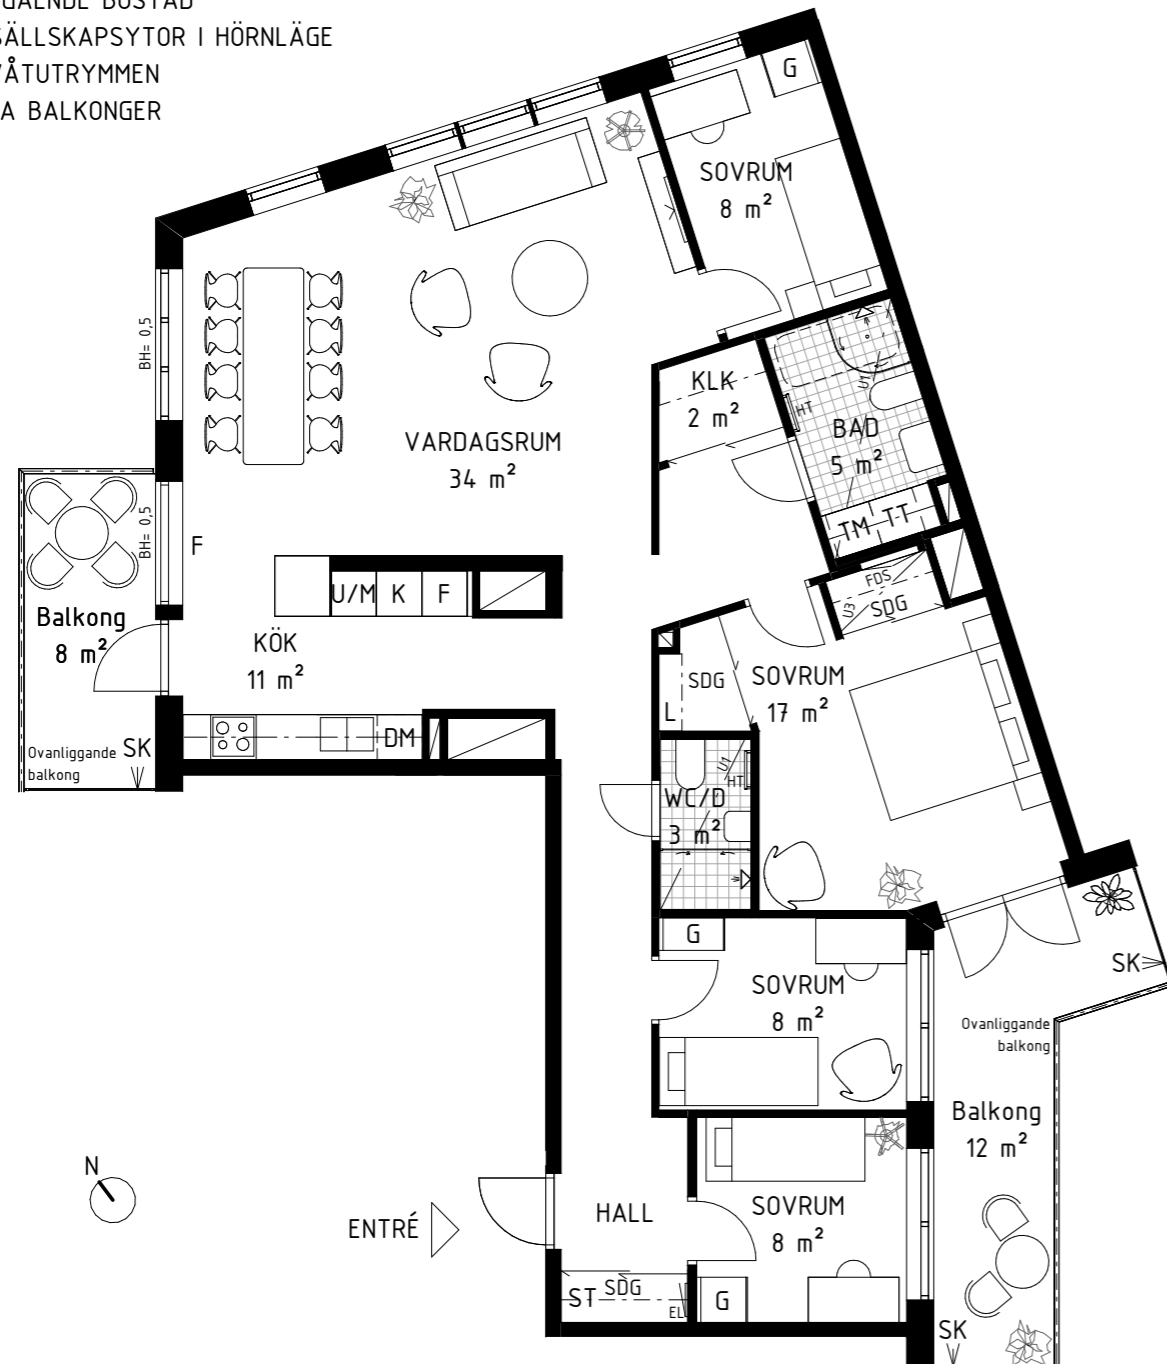 SÄLLSKAPSYTOR I HÖRNLÄGE
VÅTUTRYMMEN
A BALKONGER
G
SOVRUM
8 m²
BH= 0,5
KLK
2 m²
U1
HT
BAD
5 m²
VARDAGSRUM
34 m²
TM TT
BH= 0,5
F
U/M K F
FDS
U3
SDG
Balkong
8 m²
KÖK
11 m²
SDG
L
SOVRUM
17 m²
DM
Ovanliggande
balkong
SK
U1
HT
WC/D
3 m²
G
SOVRUM
8 m²
SK
Ovanliggande
balkong
Balkong
12 m²
N
ENTRÉ
HALL
SOVRUM
8 m²
ST
SDG
EL
G
SK